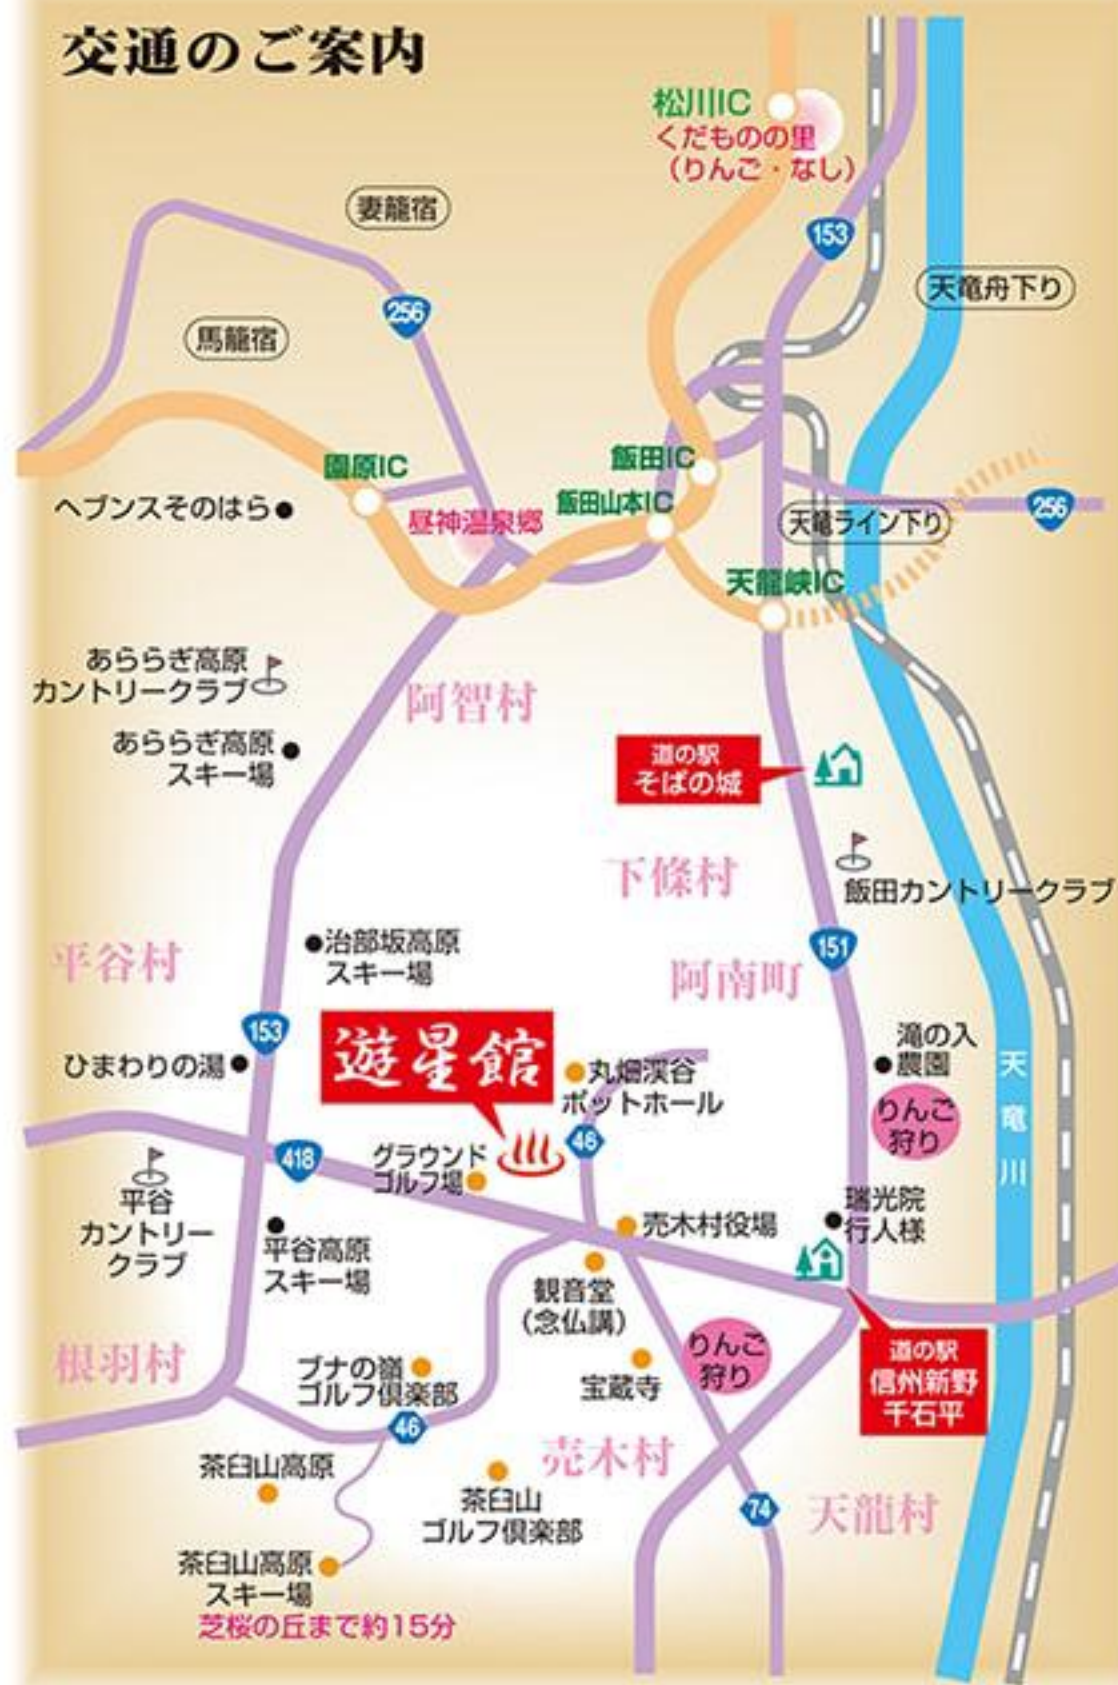 交通のご案内
松川IC
くだものの里
（りんご・なし）
妻籠宿
153
天竜舟下り
256
馬籠宿
園原IC
飯田IC
飯田山本IC
ヘブンスそのはら
昼神温泉郷
天竜ライン下り
256
天龍峡IC
あららぎ高原
カントリークラブ
阿智村
あららぎ高原
スキー場
道の駅
そばの城
下條村
飯田カントリークラブ
治部坂高原
スキー場
平谷村
151
阿南町
153
ひまわりの湯
遊星館
丸畑渓谷
ポットホール
滝の入
農園
りんご
狩り
天竜川
418
46
グラウンド
ゴルフ場
平谷
カントリー
クラブ
平谷高原
スキー場
売木村役場
瑞光院
行人様
観音堂
（念仏講）
りんご
狩り
道の駅
信州新野
千石平
根羽村
ブナの嶺
ゴルフ倶楽部
宝蔵寺
46
茶臼山高原
売木村
茶臼山
ゴルフ倶楽部
74
天龍村
茶臼山高原
スキー場
芝桜の丘まで約15分